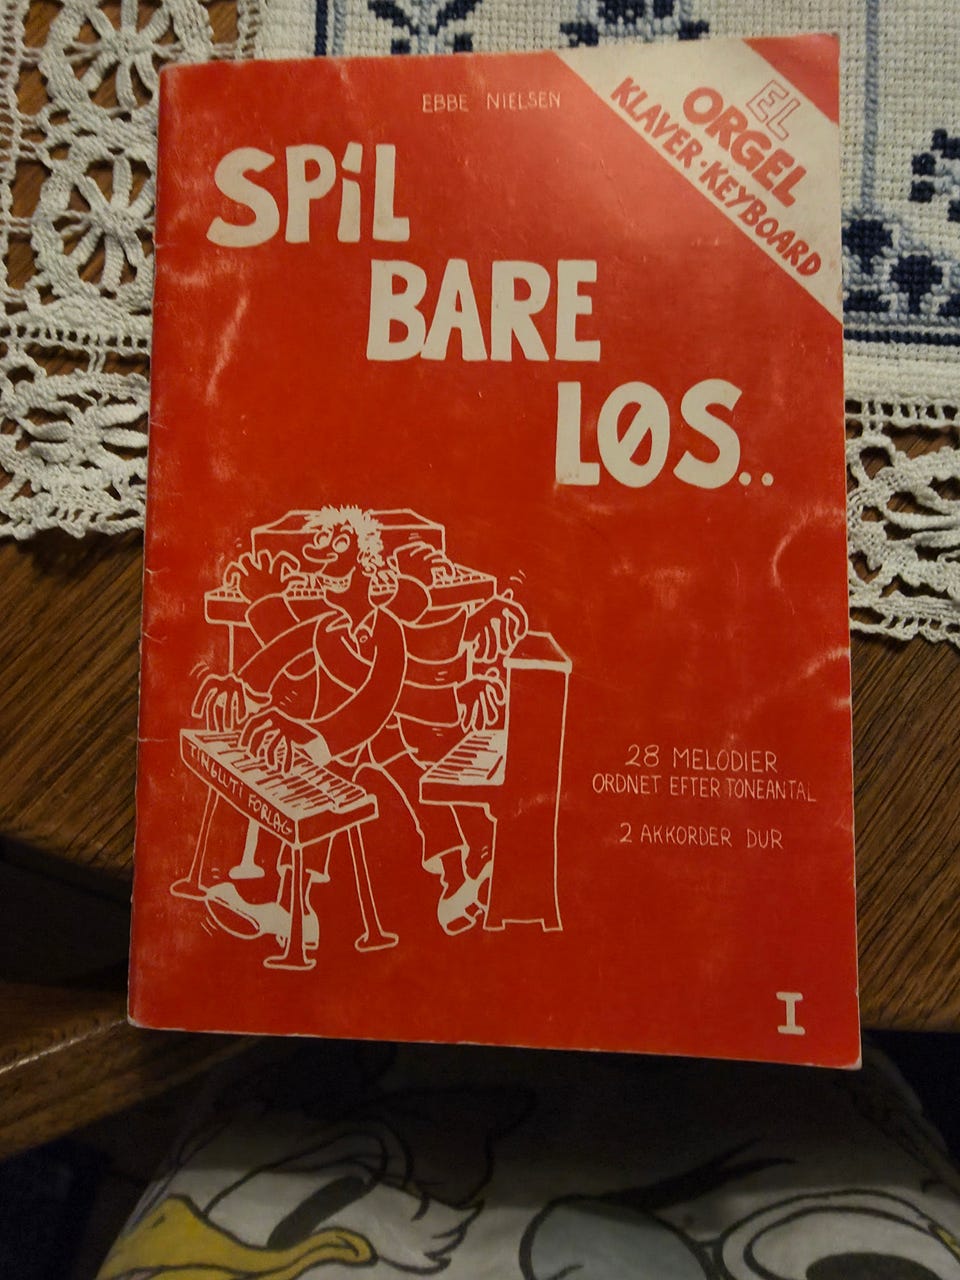 EBBE NIELSEN
EL
ORGEL
KLAVER·KEYBOARD
SPIL
BARE
LØS..
TINGLUTI FORLAG
28 MELODIER
ORDNET EFTER TONEANTAL
2 AKKORDER DUR
I